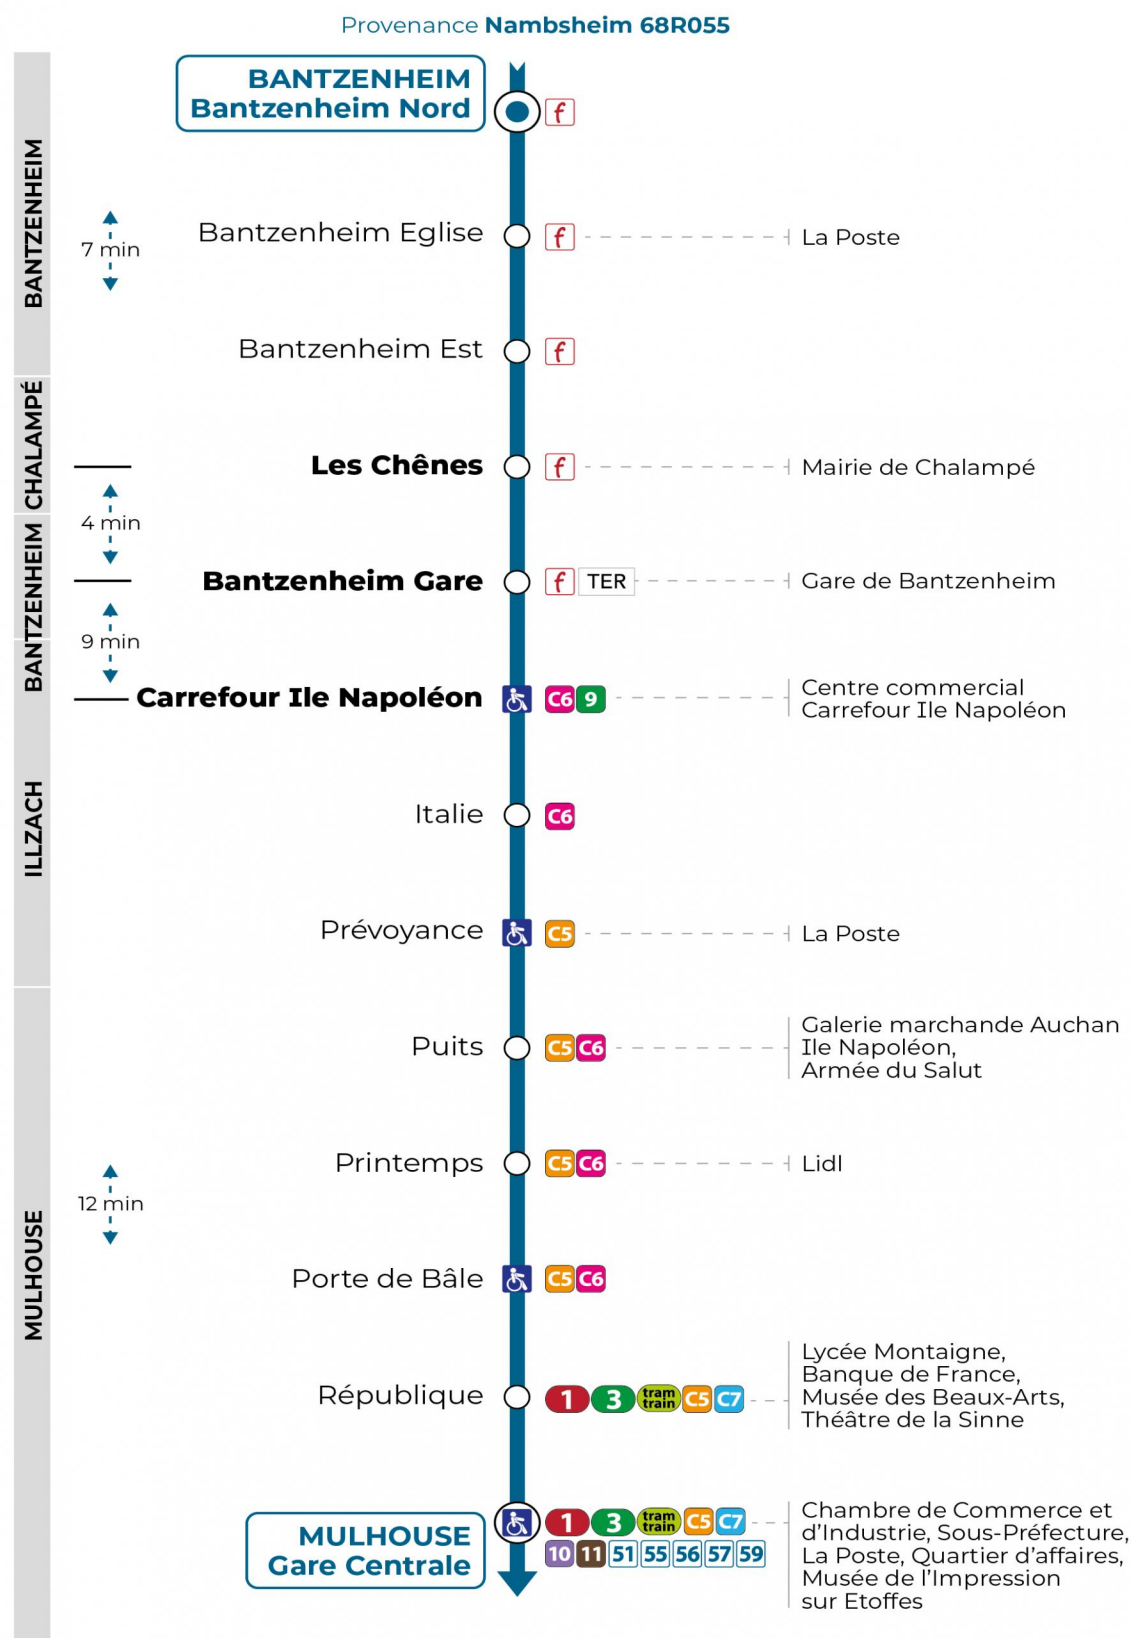 Provenance Nambsheim 68R055
BANTZENHEIM
BANTZENHEIM
Bantzenheim Nord
f
7 min
Bantzenheim Eglise
f
La Poste
Bantzenheim Est
f
CHALAMPÉ
Les Chênes
f
Mairie de Chalampé
4 min
BANTZENHEIM
Bantzenheim Gare
f TER
Gare de Bantzenheim
9 min
ILLZACH
Carrefour Ile Napoléon
C6 9
Centre commercial
Carrefour Ile Napoléon
Italie
C6
Prévoyance
C5
La Poste
MULHOUSE
Puits
C5 C6
Galerie marchande Auchan
Ile Napoléon,
Armée du Salut
12 min
Printemps
C5 C6
Lidl
Porte de Bâle
C5 C6
République
1 3 tram train C5 C7
Lycée Montaigne,
Banque de France,
Musée des Beaux-Arts,
Théâtre de la Sinne
MULHOUSE
Gare Centrale
1 3 tram train C5 C7
10 11 51 55 56 57 59
Chambre de Commerce et
d'Industrie, Sous-Préfecture,
La Poste, Quartier d'affaires,
Musée de l'Impression
sur Etoffes